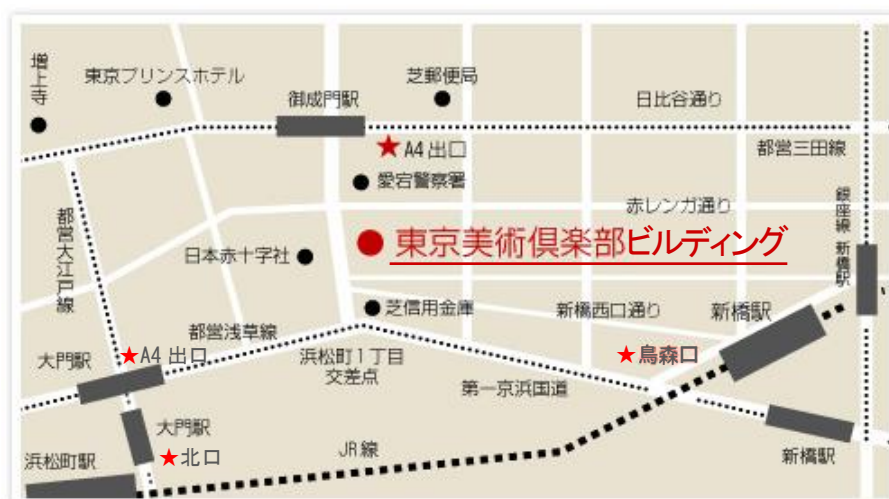 増上寺
東京プリンスホテル
御成門駅
芝郵便局
日比谷通り
A4出口
都営三田線
愛宕警察署
銀座線 新橋駅
赤レンガ通り
都営大江戸線
日本赤十字社
東京美術倶楽部ビルディング
芝信用金庫
新橋西口通り
新橋駅
都営浅草線
大門駅
A4出口
浜松町1丁目
交差点
烏森口
第一京浜国道
大門駅
北口
JR線
浜松町駅
新橋駅